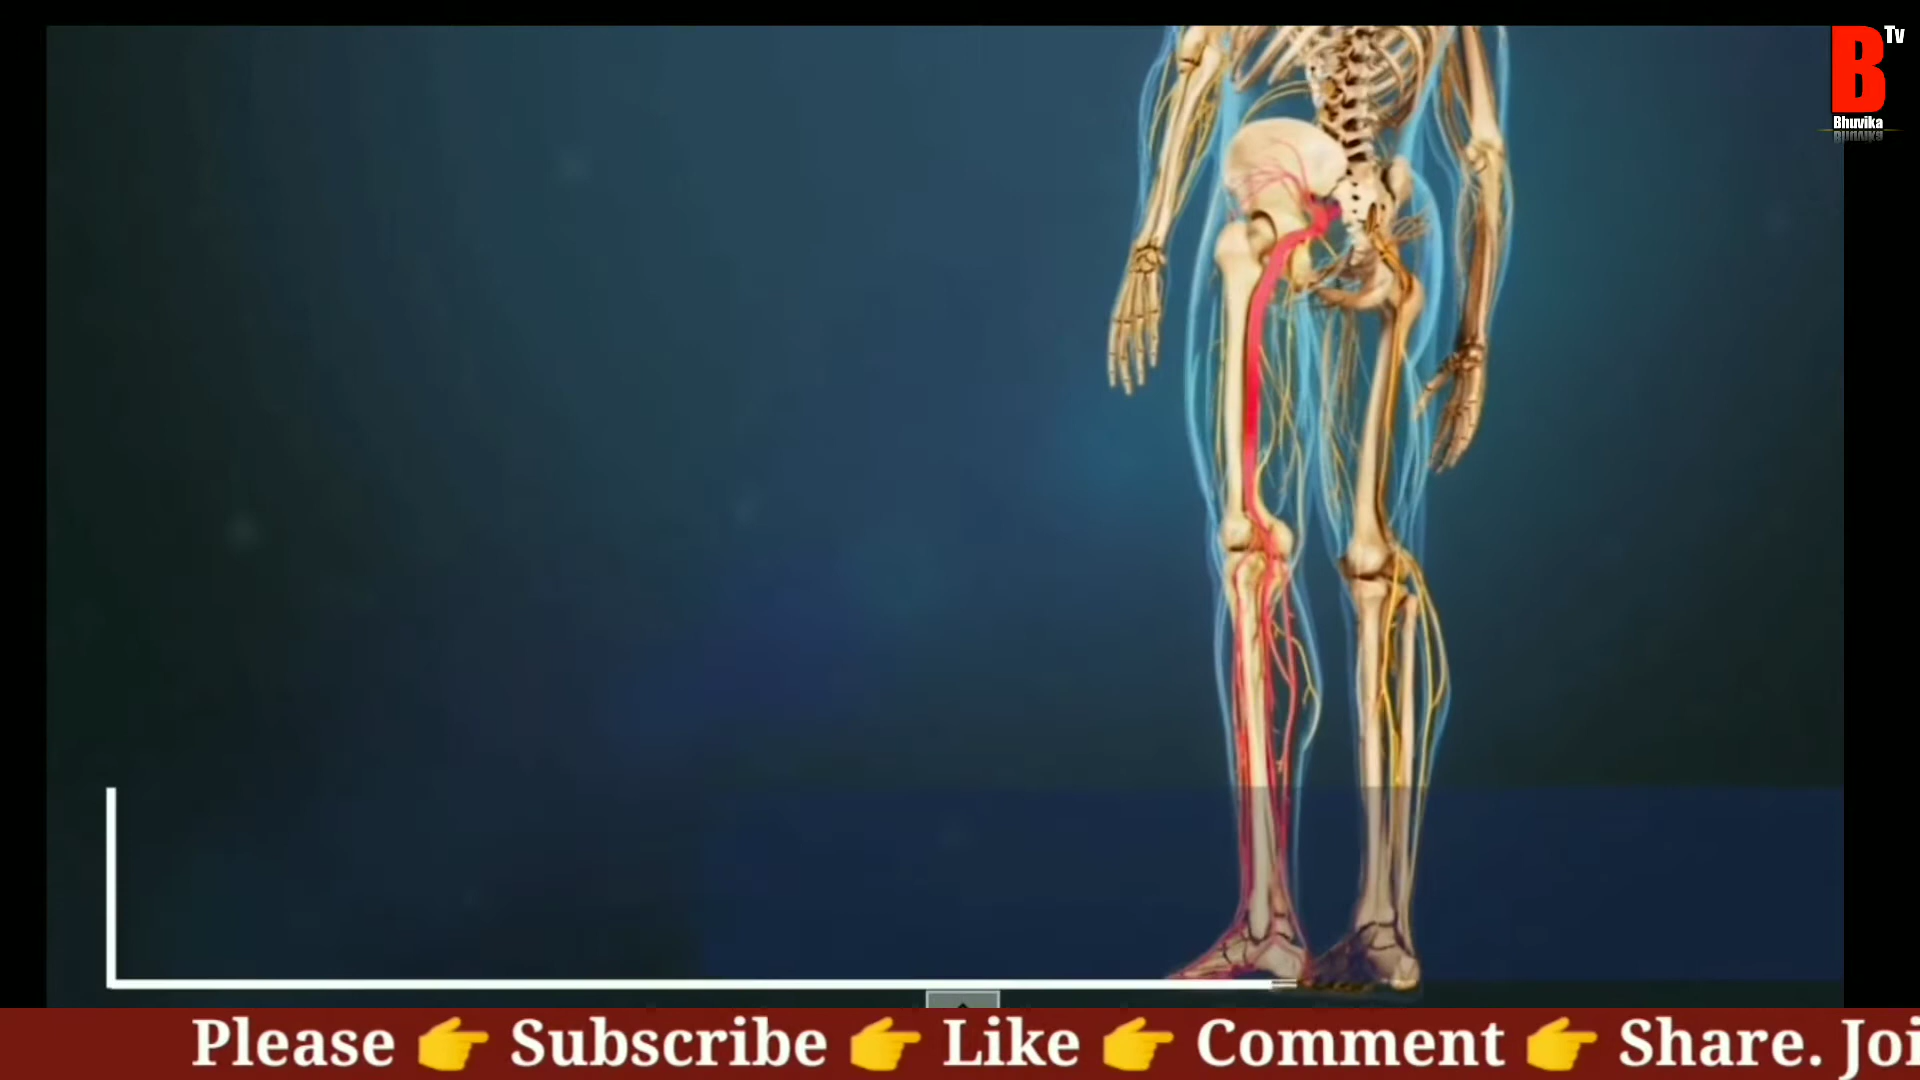 Tv
B
Bhuvika
Please 👉 Subscribe 👉 Like 👉 Comment 👉 Share. Joi